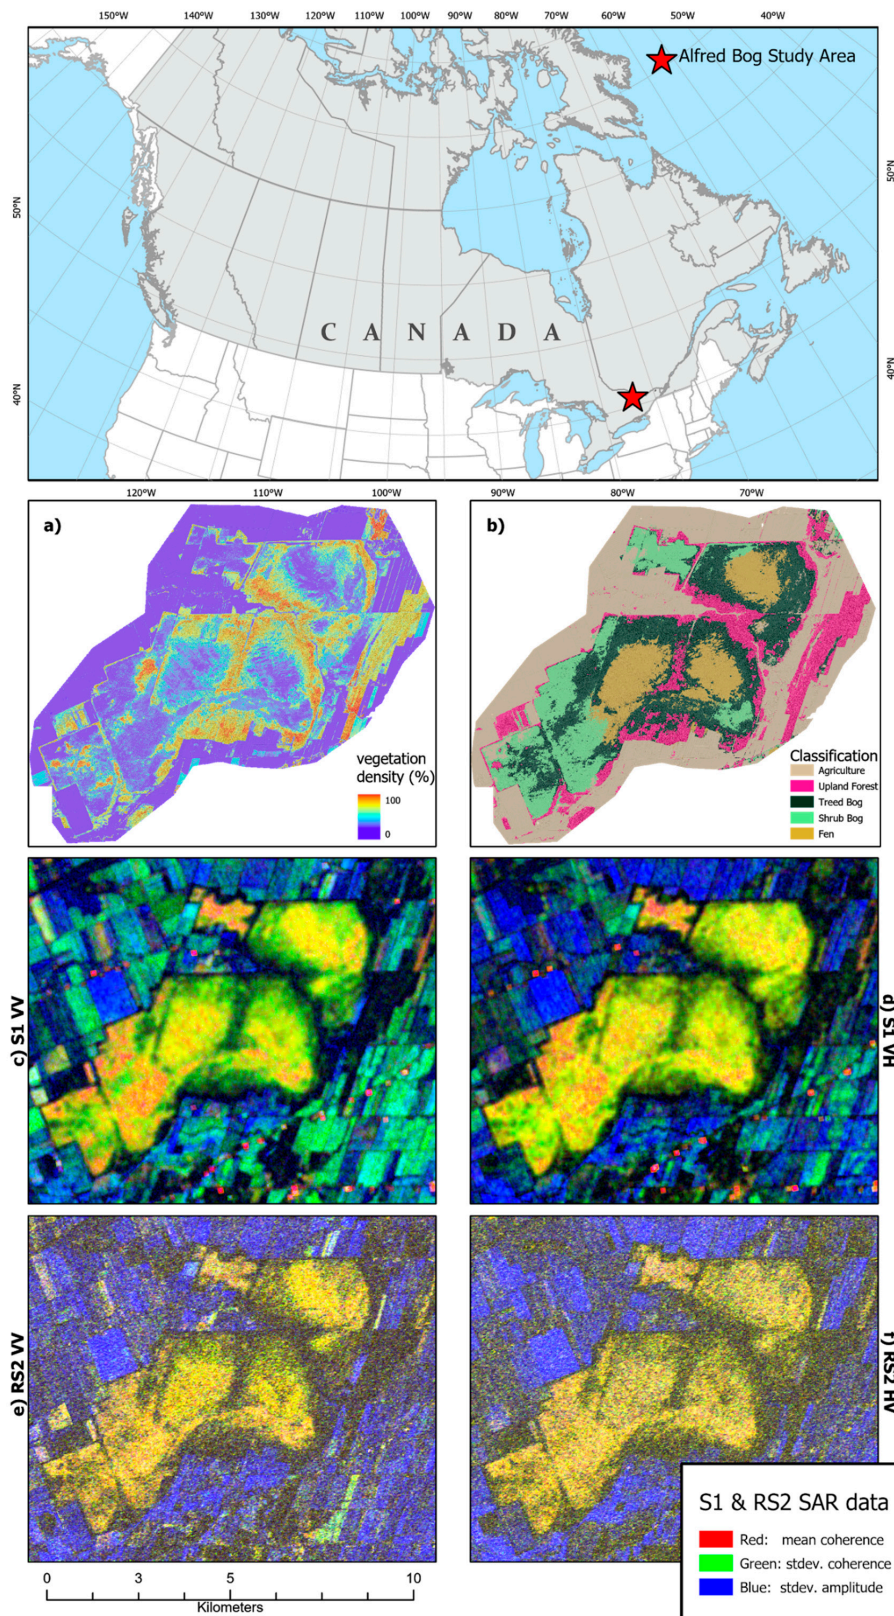 150°W 140°W 130°W 120°W 110°W 100°W 90°W 80°W 70°W 60°W 50°W 40°W
Alfred Bog Study Area
50°N
50°N
C A N A D A
40°N
40°N
120°W 110°W 100°W 90°W 80°W 70°W
a)
vegetation
density (%)
100
0
b)
Classification
Agriculture
Upland Forest
Treed Bog
Shrub Bog
Fen
c) S1 VV
d) S1 VH
e) RS2 VV
f) RS2 HV
S1 & RS2 SAR data
Red: mean coherence
Green: stdev. coherence
Blue: stdev. amplitude
0 5 10
Kilometers